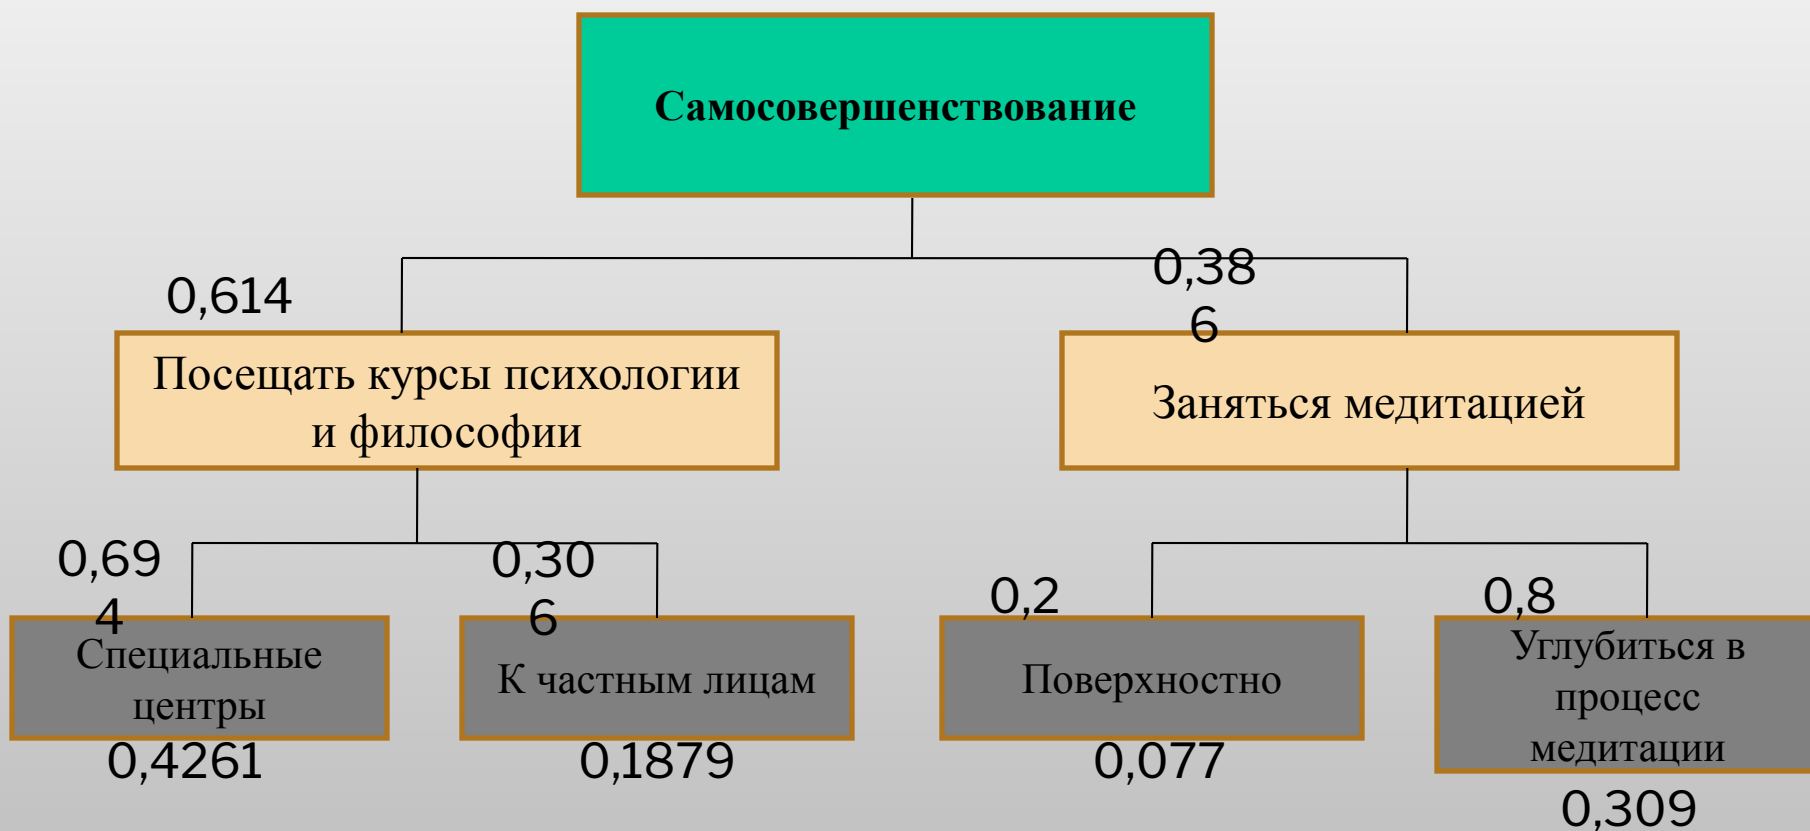 Самосовершенствование
0,614
0,38
6
Посещать курсы психологии
и философии
Заняться медитацией
0,69
4
0,30
6
0,2
0,8
Специальные
центры
К частным лицам
Поверхностно
Углубиться в
процесс
медитации
0,4261
0,1879
0,077
0,309